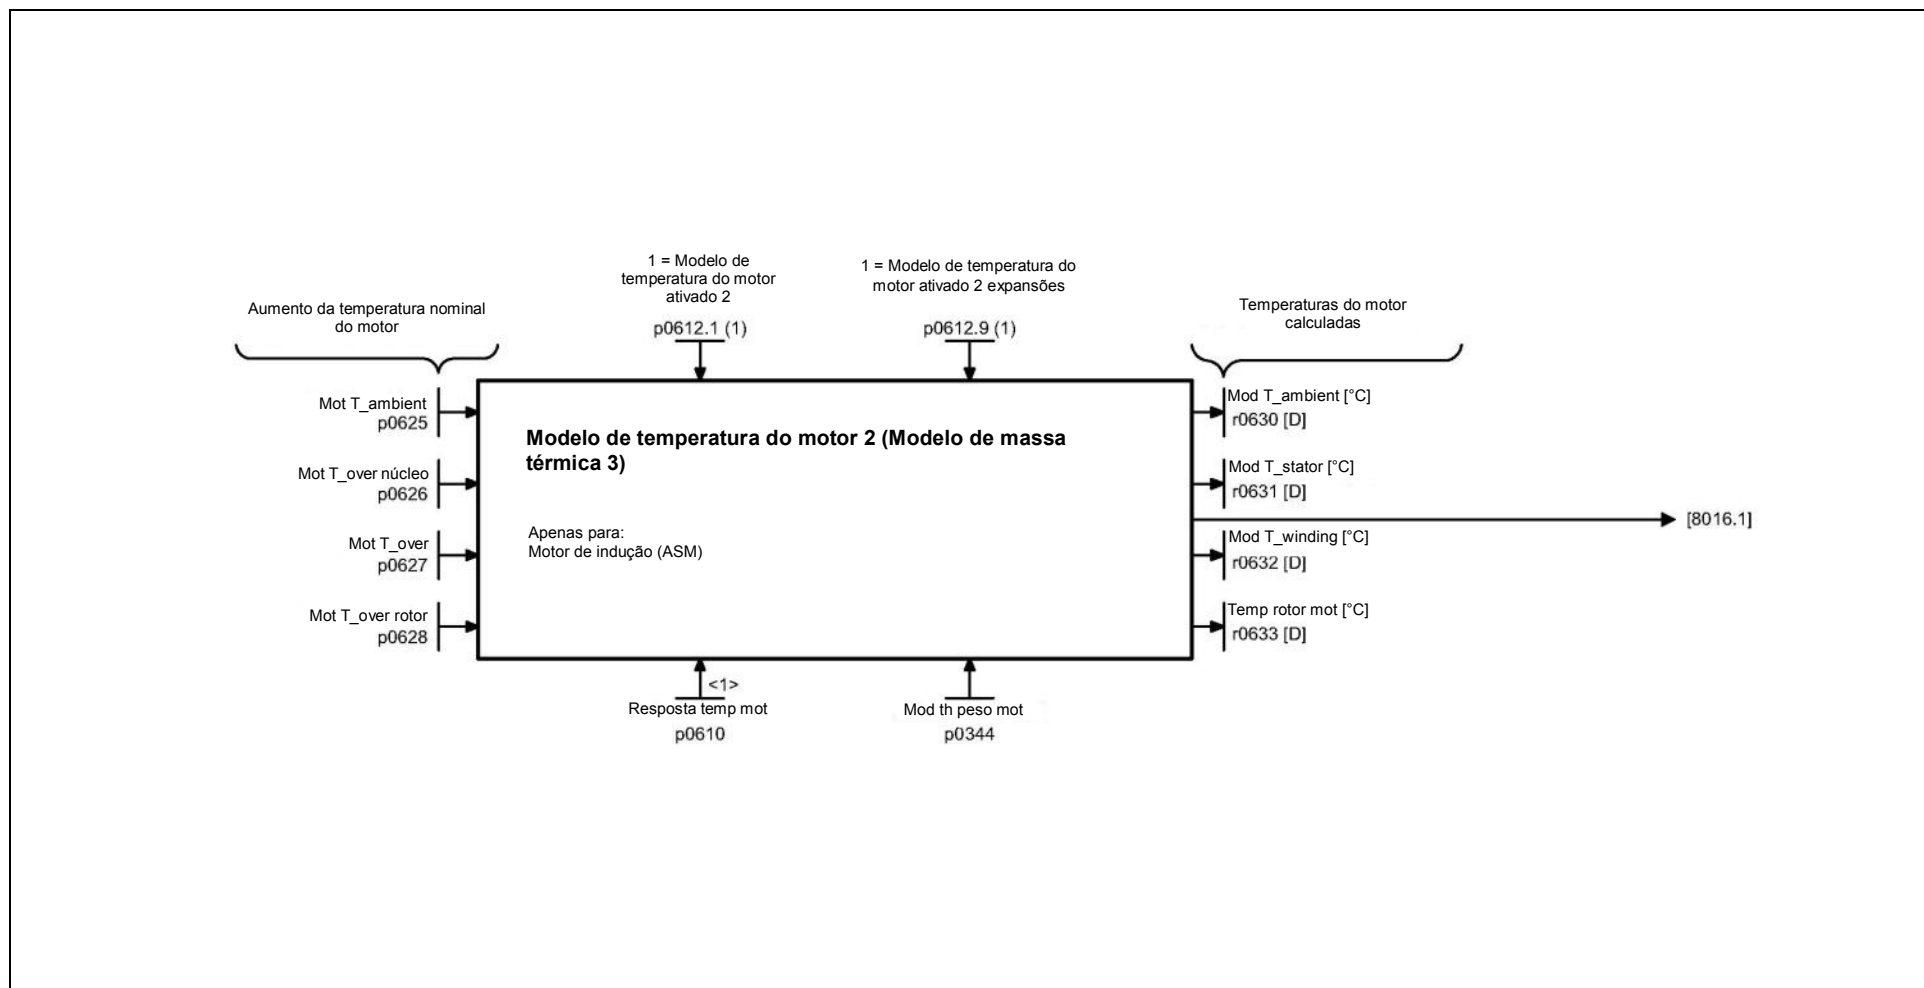 1 = Modelo de
temperatura do motor
ativado 2
p0612.1 (1)
1 = Modelo de temperatura do
motor ativado 2 expansões
p0612.9 (1)
Aumento da temperatura nominal
do motor
Temperaturas do motor
calculadas
Mot T_ambient
p0625
Mot T_over núcleo
p0626
Mot T_over
p0627
Mot T_over rotor
p0628
Modelo de temperatura do motor 2 (Modelo de massa
térmica 3)
Apenas para:
Motor de indução (ASM)
Mod T_ambient [°C]
r0630 [D]
Mod T_stator [°C]
r0631 [D]
[8016.1]
Mod T_winding [°C]
r0632 [D]
Temp rotor mot [°C]
r0633 [D]
<1>
Resposta temp mot
p0610
Mod th peso mot
p0344